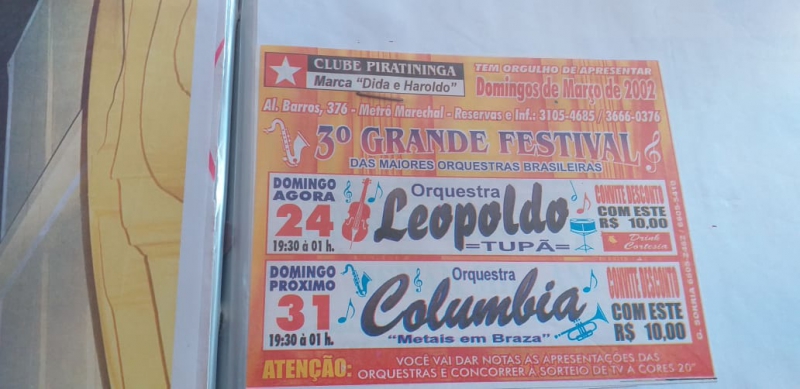 CLUBE PIRATININGA
Marca "Dida e Haroldo"
TEM ORGULHO DE APRESENTAR
Domingos de Março de 2002
Al. Barros, 376 - Metrô Marechal - Reservas e Inf.: 3105-4685 / 3666-0376
3º GRANDE FESTIVAL
DAS MAIORES ORQUESTRAS BRASILEIRAS
DOMINGO
AGORA
24
19:30 à 01 h.
Orquestra
Leopoldo
=TUPÃ=
CONVITE DESCONTO
COM ESTE
R$ 10,00
Drink
Cortesia
DOMINGO
PRÓXIMO
31
19:30 à 01 h.
Orquestra
Columbia
"Metais em Braza"
CONVITE DESCONTO
COM ESTE
R$ 10,00
ATENÇÃO:
VOCÊ VAI DAR NOTAS AS APRESENTAÇÕES DAS
ORQUESTRAS E CONCORRER À SORTEIO DE TV A CORES 20"